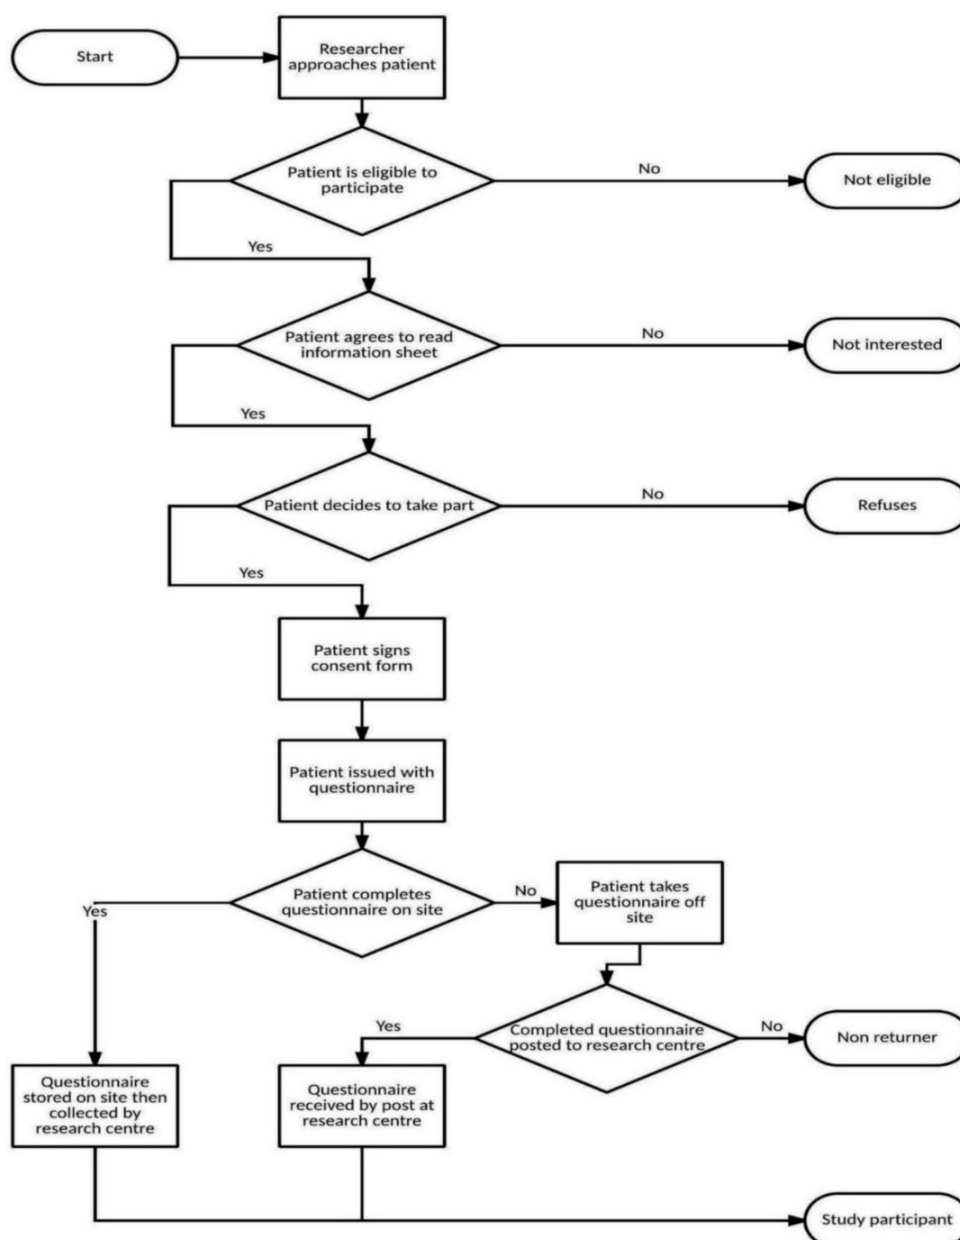 Start
Researcher
approaches patient
Patient is eligible to
participate
No
Not eligible
Yes
Patient agrees to read
information sheet
No
Not interested
Yes
Patient decides to take part
No
Refuses
Yes
Patient signs
consent form
Patient issued with
questionnaire
Patient completes
questionnaire on site
No
Patient takes
questionnaire off
site
Yes
Completed questionnaire
posted to research centre
Yes
No
Non returner
Questionnaire
stored on site then
collected by
research centre
Questionnaire
received by post at
research centre
Study participant